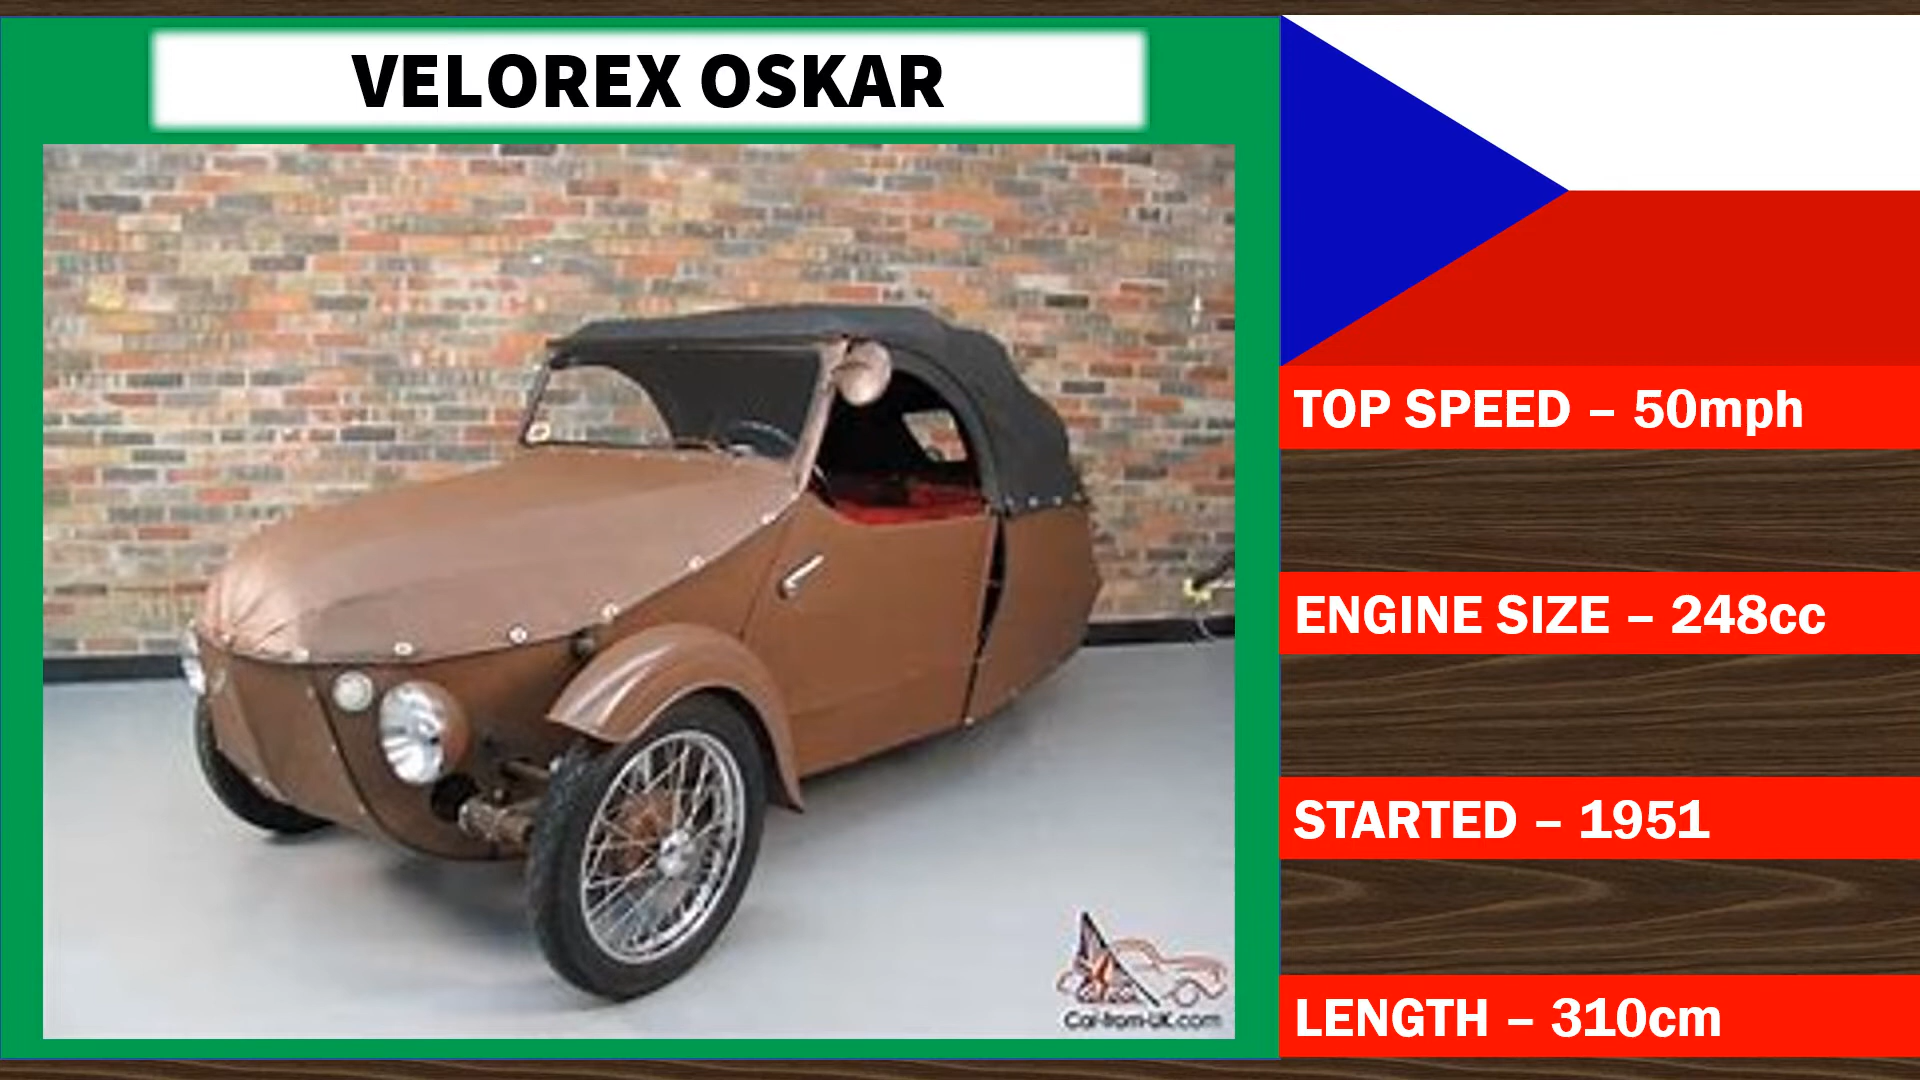 VELOREX OSKAR
TOP SPEED – 50mph
ENGINE SIZE – 248cc
STARTED – 1951
LENGTH – 310cm
Car-from-UK.com